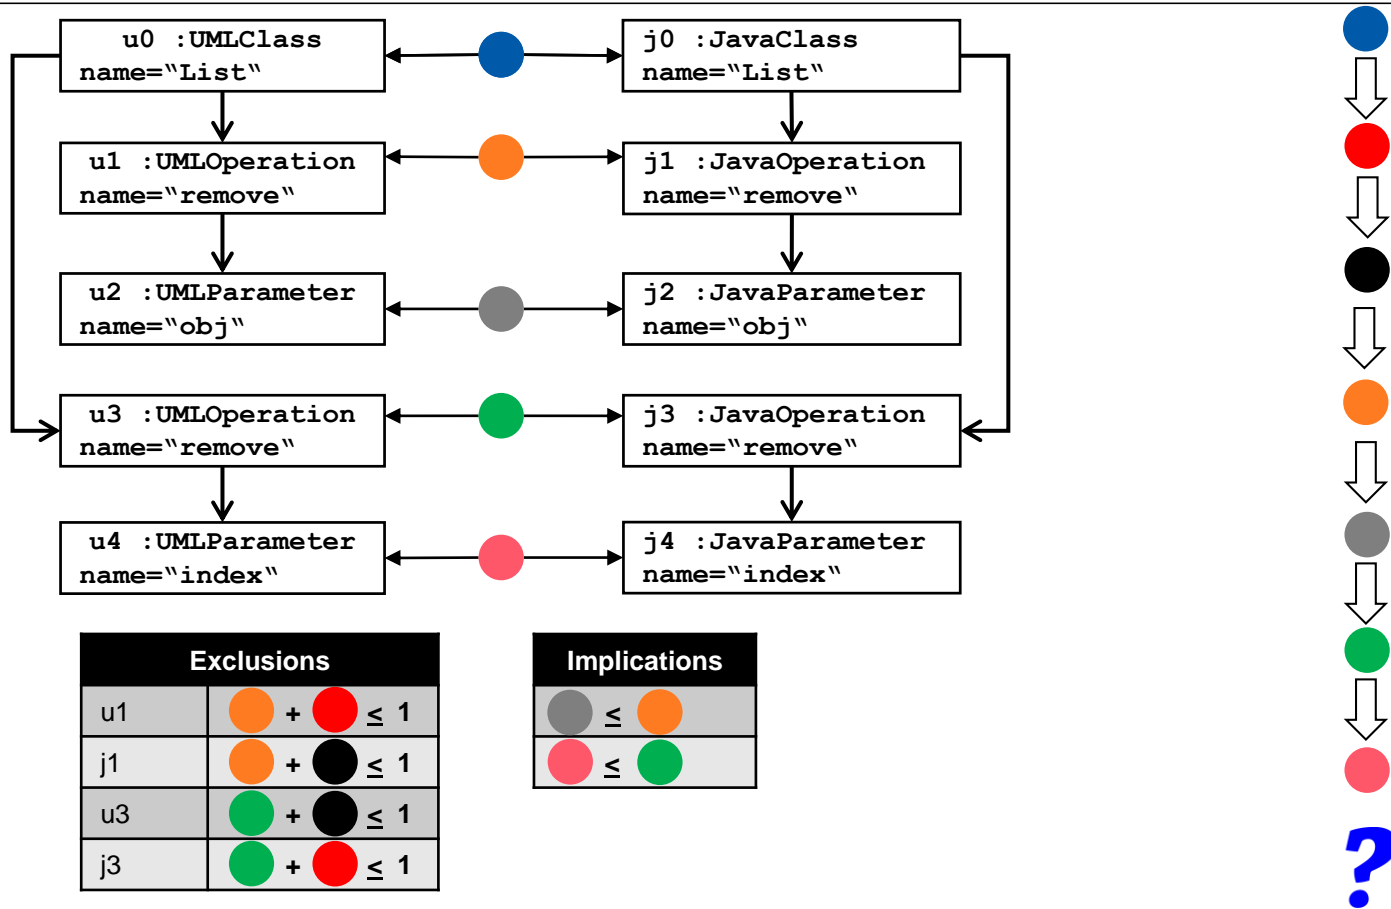 u0 :UMLClass
name=“List“
j0 :JavaClass
name=“List“
u1 :UMLOperation
name=“remove“
j1 :JavaOperation
name=“remove“
u2 :UMLParameter
name=“obj“
j2 :JavaParameter
name=“obj“
u3 :UMLOperation
name=“remove“
j3 :JavaOperation
name=“remove“
u4 :UMLParameter
name=“index“
j4 :JavaParameter
name=“index“
Exclusions
u1 + ≤ 1
j1 + ≤ 1
u3 + ≤ 1
j3 + ≤ 1
Implications
≤
≤
?